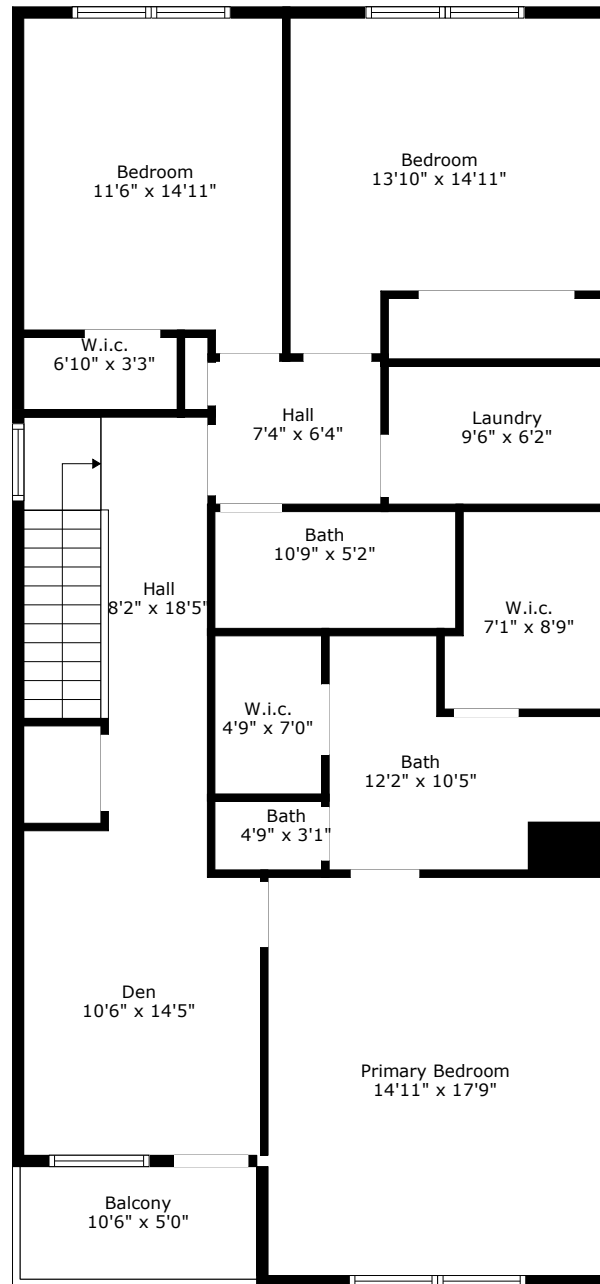 Bedroom
11'6" x 14'11"
Bedroom
13'10" x 14'11"
W.i.c.
6'10" x 3'3"
Hall
7'4" x 6'4"
Laundry
9'6" x 6'2"
Bath
10'9" x 5'2"
Hall
8'2" x 18'5"
W.i.c.
7'1" x 8'9"
W.i.c.
4'9" x 7'0"
Bath
12'2" x 10'5"
Bath
4'9" x 3'1"
Den
10'6" x 14'5"
Primary Bedroom
14'11" x 17'9"
Balcony
10'6" x 5'0"